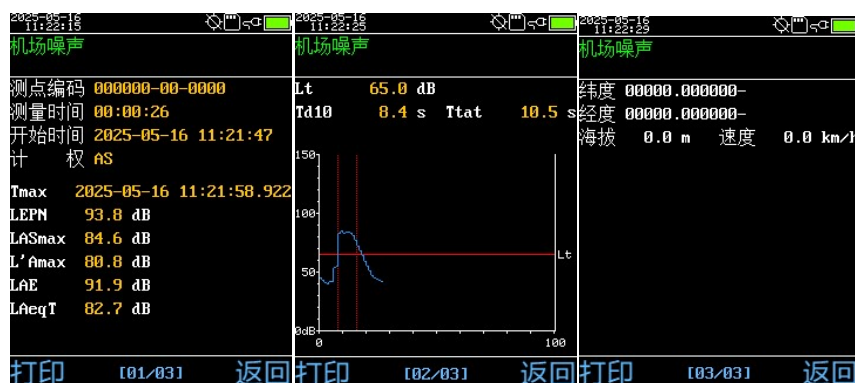 2025-05-16
11:22:15
机场噪声
测点编码 000000-00-0000
测量时间 00:00:26
开始时间 2025-05-16 11:21:47
计 权 AS
Tmax 2025-05-16 11:21:58.922
LEPN 93.8 dB
LASmax 84.6 dB
L'Amax 80.8 dB
LAE 91.9 dB
LAeqT 82.7 dB
打印 [01/03] 返回
2025-05-16
11:22:25
机场噪声
Lt 65.0 dB
Td10 8.4 s Ttat 10.5 s
150
100
50
0dB
Lt
0 100
打印 [02/03] 返回
2025-05-16
11:22:29
机场噪声
纬度 00000.000000-
经度 00000.000000-
海拔 0.0 m 速度 0.0 km/h
打印 [03/03] 返回